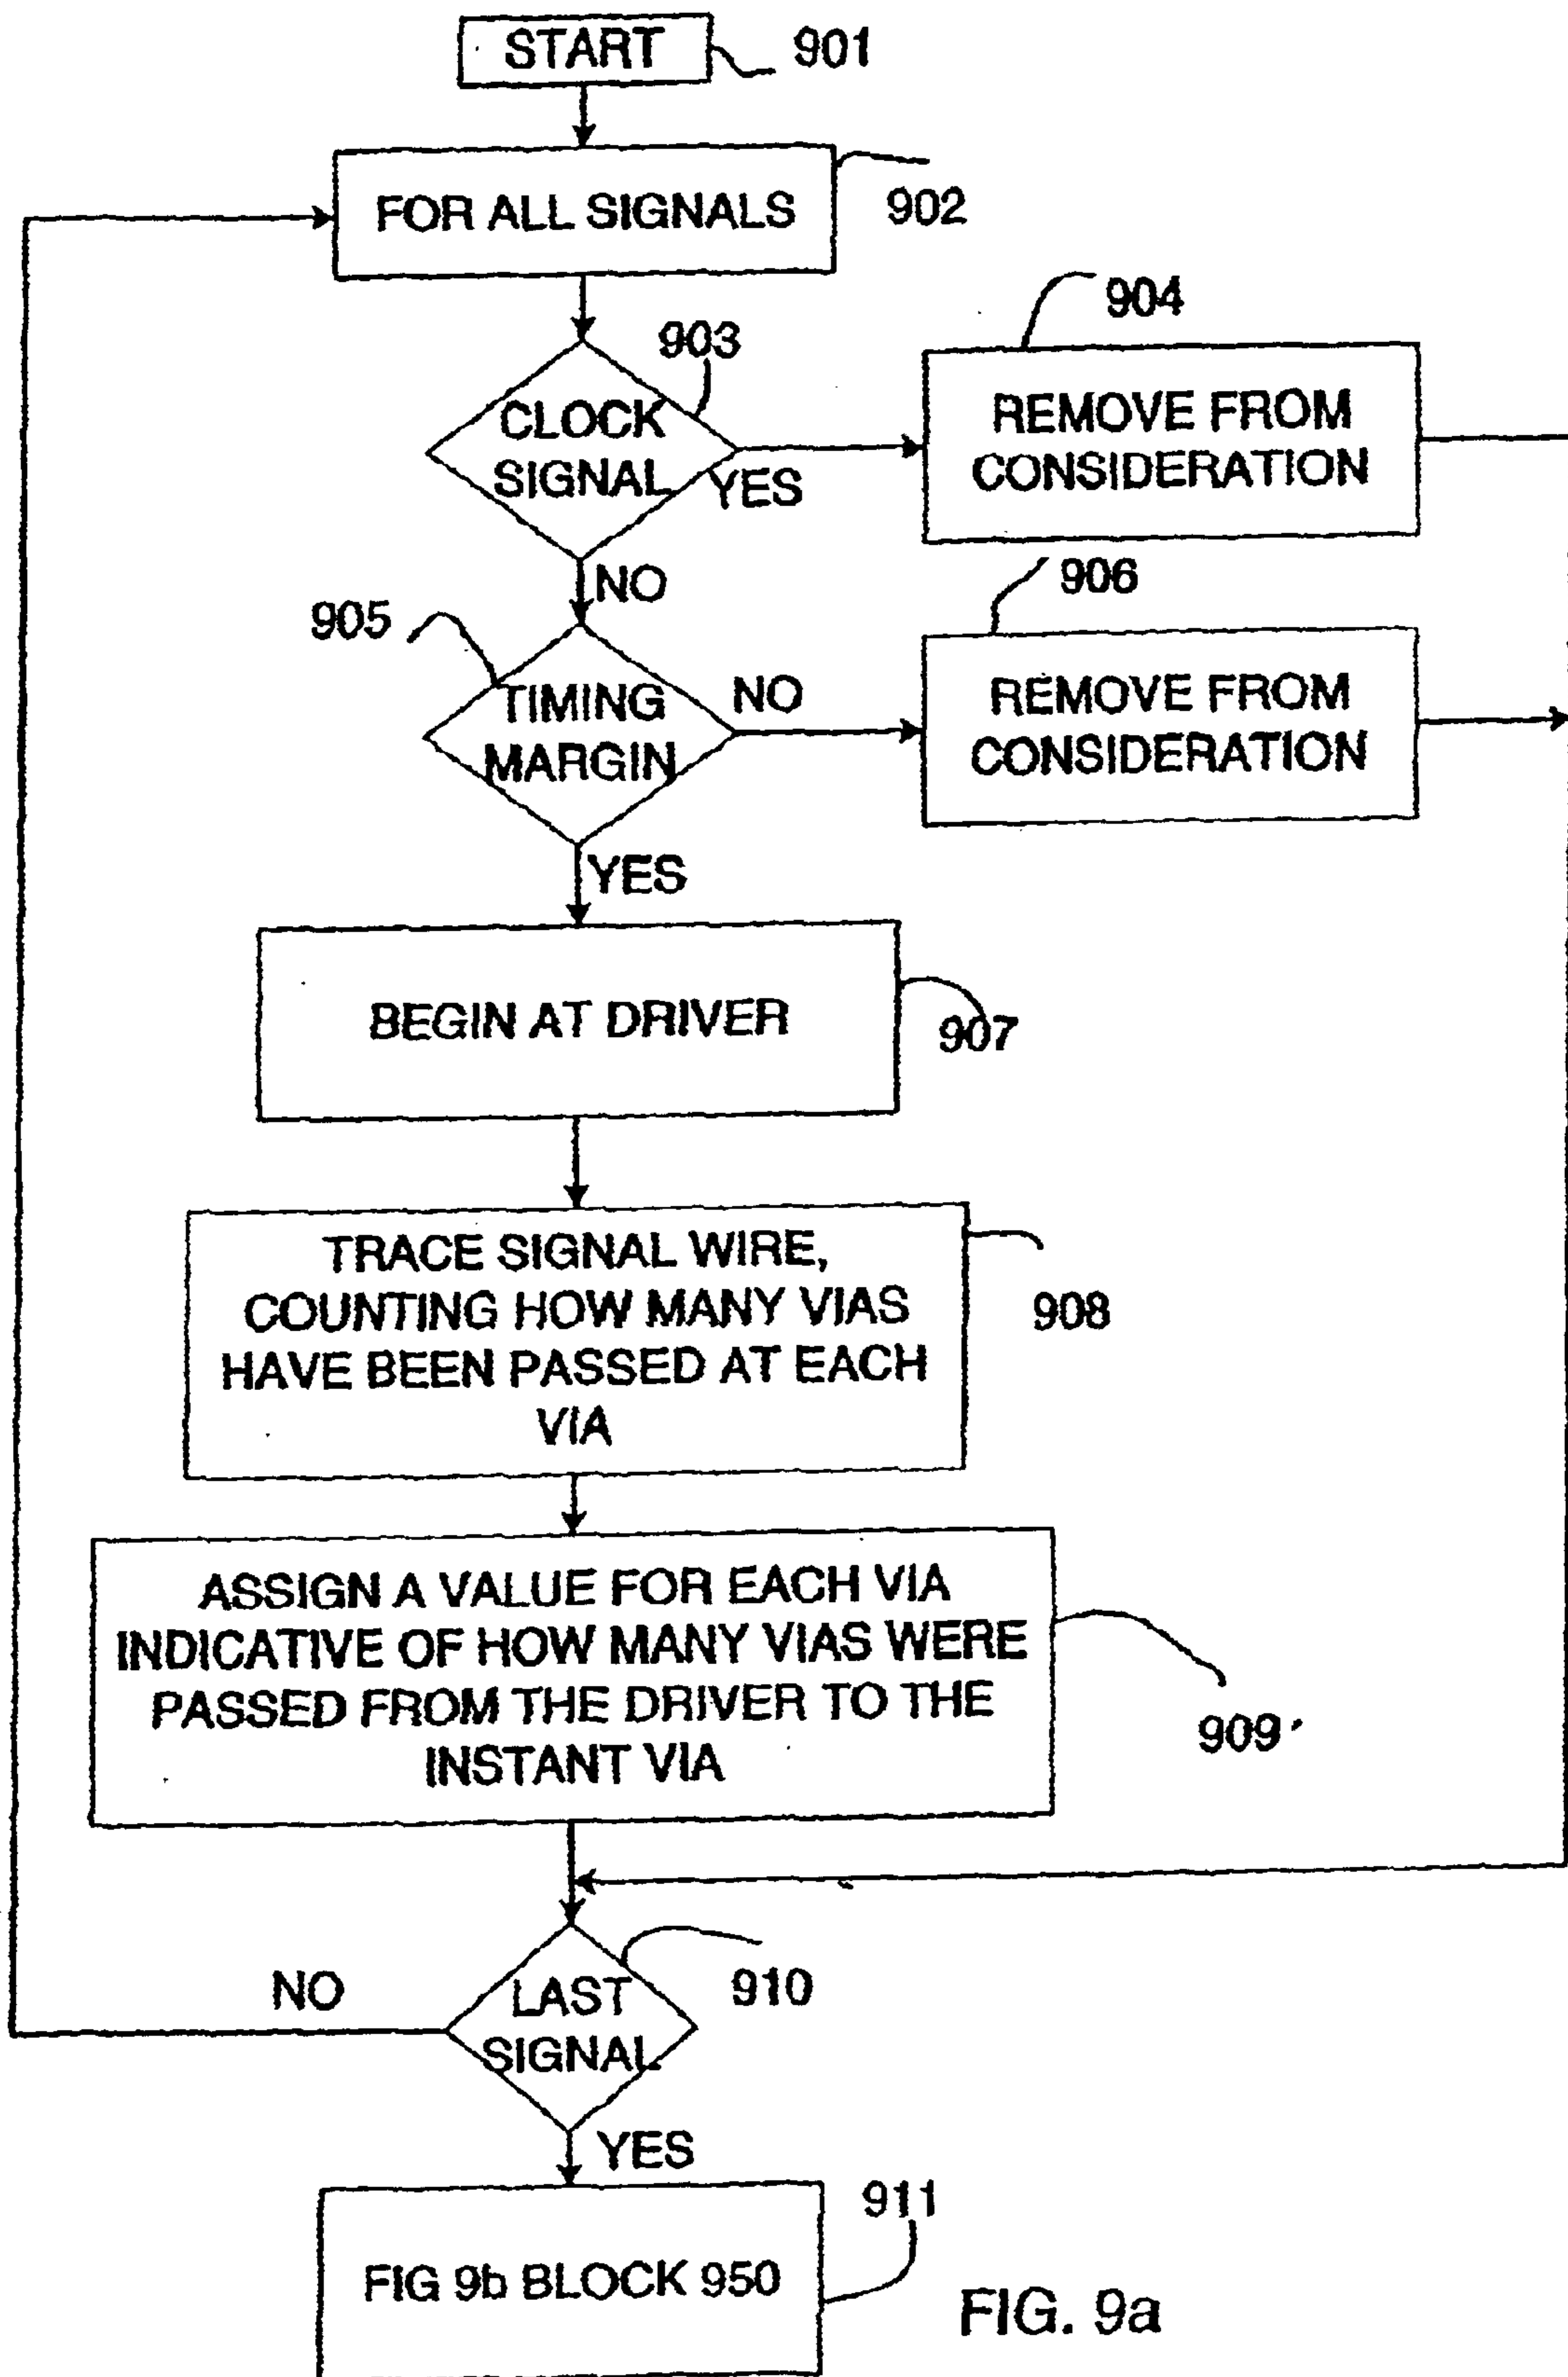 START
901
FOR ALL SIGNALS
902
903
CLOCK
SIGNAL
YES
904
REMOVE FROM
CONSIDERATION
NO
905
TIMING
MARGIN
NO
906
REMOVE FROM
CONSIDERATION
YES
BEGIN AT DRIVER
907
TRACE SIGNAL WIRE,
COUNTING HOW MANY VIAS
HAVE BEEN PASSED AT EACH
VIA
908
ASSIGN A VALUE FOR EACH VIA
INDICATIVE OF HOW MANY VIAS WERE
PASSED FROM THE DRIVER TO THE
INSTANT VIA
909
LAST
SIGNAL
910
NO
YES
FIG 9b BLOCK 950
911
FIG. 9a